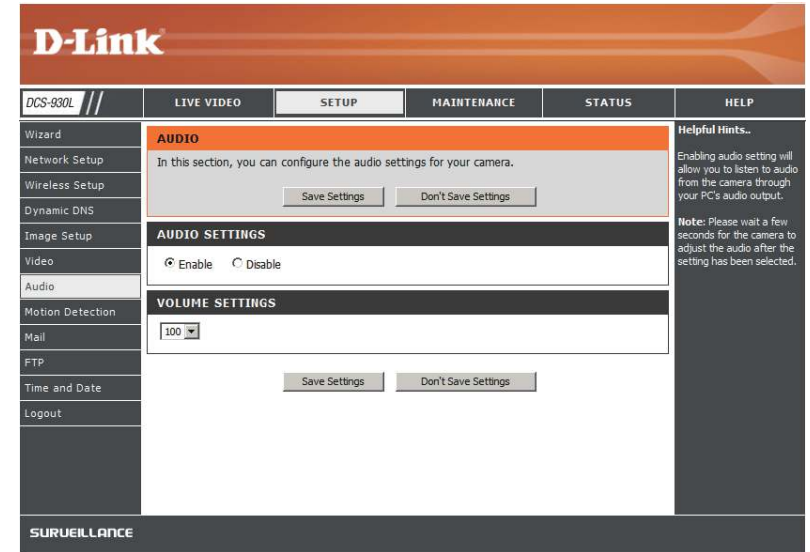 D-Link
DCS-930L
LIVE VIDEO
SETUP
MAINTENANCE
STATUS
HELP
Wizard
Network Setup
Wireless Setup
Dynamic DNS
Image Setup
Video
Audio
Motion Detection
Mail
FTP
Time and Date
Logout
AUDIO
In this section, you can configure the audio settings for your camera.
Save Settings
Don't Save Settings
AUDIO SETTINGS
Enable
Disable
VOLUME SETTINGS
100
Save Settings
Don't Save Settings
Helpful Hints..
Enabling audio setting will
allow you to listen to audio
from the camera through
your PC's audio output.
Note: Please wait a few
seconds for the camera to
adjust the audio after the
setting has been selected.
SURVEILLANCE